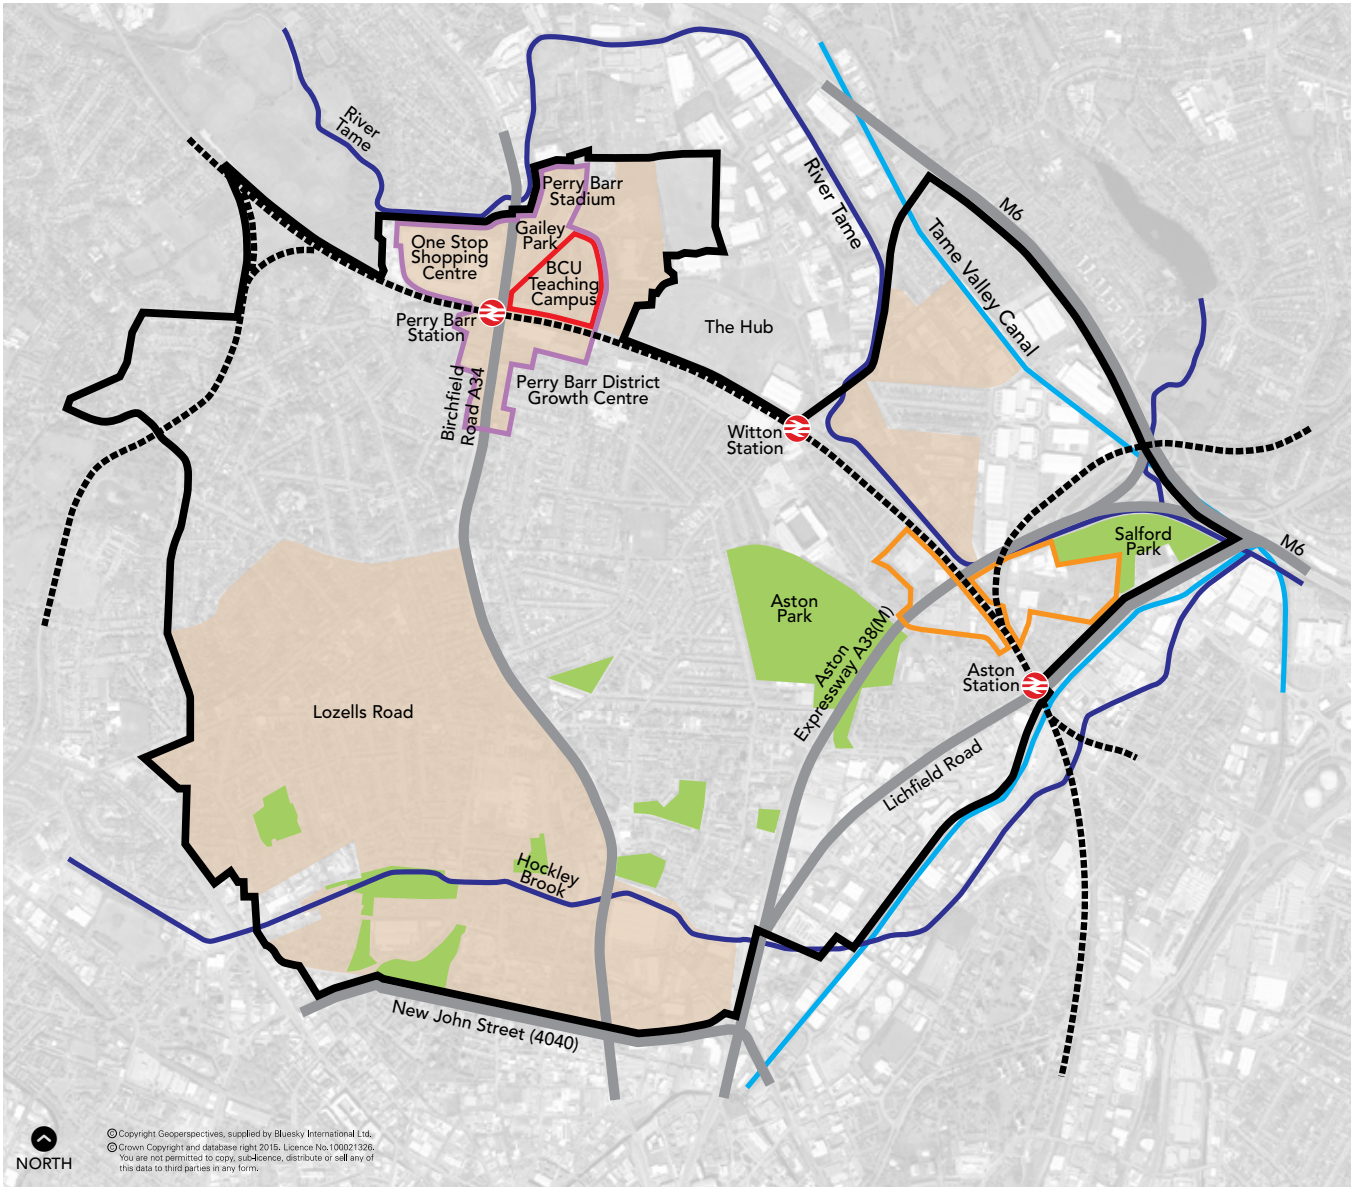 River
Tame
Perry Barr
Stadium
Gailey
Park
One Stop
Shopping
Centre
BCU
Teaching
Campus
River Tame
M6
Tame Valley Canal
Perry Barr
Station
The Hub
Birchfield
Road A34
Perry Barr District
Growth Centre
Witton
Station
Salford
Park
M6
Aston
Park
Aston
Expressway A38(M)
Aston
Station
Lozells Road
Lichfield Road
Hockley
Brook
New John Street (4040)
NORTH
© Copyright Geoperspectives, supplied by Bluesky International Ltd.
© Crown Copyright and database right 2015. Licence No.100021326.
You are not permitted to copy, sub-licence, distribute or sell any of
this data to third parties in any form.